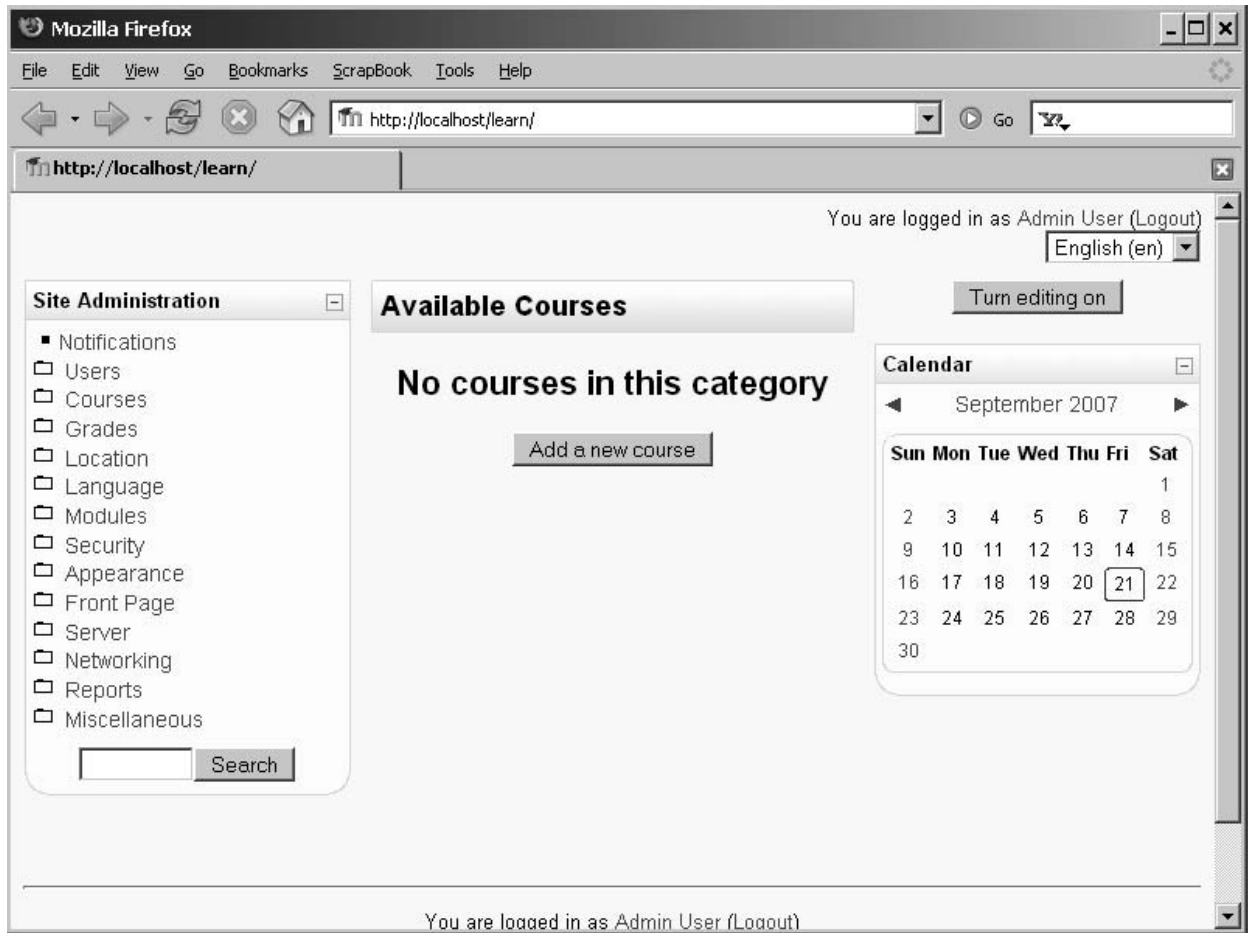 Mozilla Firefox
File Edit View Go Bookmarks ScrapBook Tools Help
http://localhost/learn/ Go
http://localhost/learn/
You are logged in as Admin User (Logout)
English (en)
Site Administration
Notifications
Users
Courses
Grades
Location
Language
Modules
Security
Appearance
Front Page
Server
Networking
Reports
Miscellaneous
Search
Available Courses
No courses in this category
Add a new course
Turn editing on
Calendar
September 2007
Sun Mon Tue Wed Thu Fri Sat
1
2 3 4 5 6 7 8
9 10 11 12 13 14 15
16 17 18 19 20 21 22
23 24 25 26 27 28 29
30
You are logged in as Admin User (Logout)